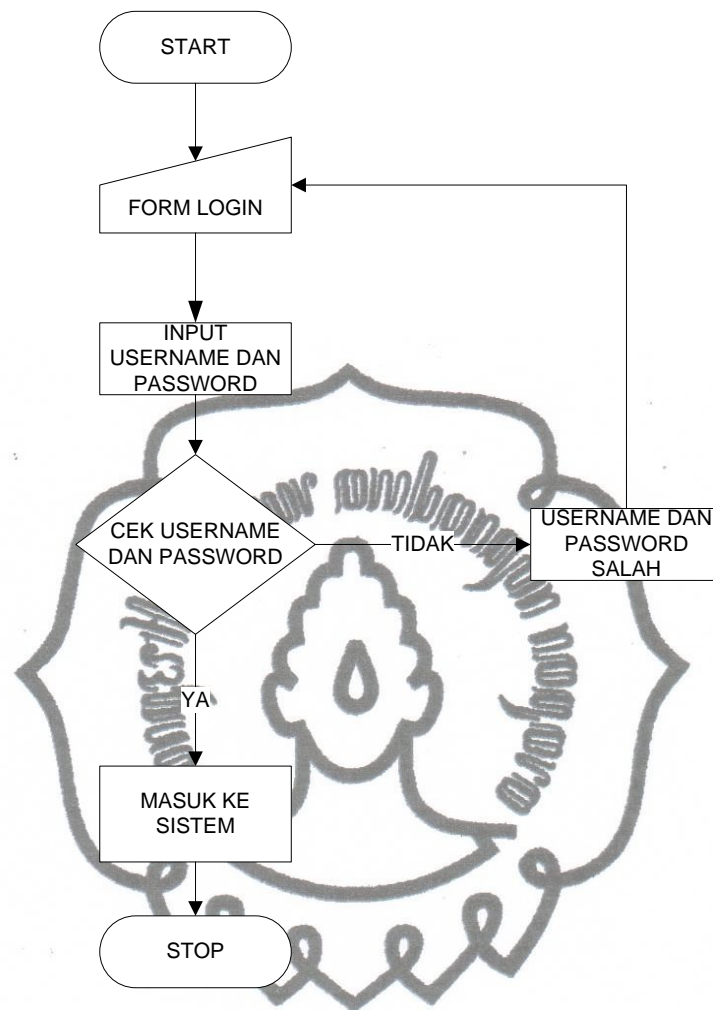 START
FORM LOGIN
INPUT
USERNAME DAN
PASSWORD
CEK USERNAME
DAN PASSWORD
TIDAK
USERNAME DAN
PASSWORD
SALAH
YA
MASUK KE
SISTEM
STOP